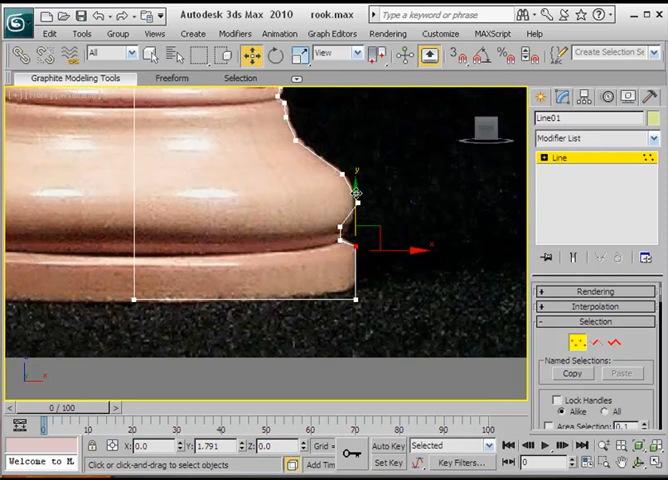 Autodesk 3ds Max 2010 rook.max
Type a keyword or phrase
Edit Tools Group Views Create Modifiers Animation Graph Editors Rendering Customize MAXScript Help
All View 3 Create Selection Se
Graphite Modeling Tools Freeform Selection
Line01
Modifier List
Line
y
x
Rendering
Interpolation
Selection
Named Selections:
Copy Paste
Lock Handles
Alike All
Area Selection: 0.1
x
0 / 100
0 10 20 30 40 50 60 70 80 90 100
X: 0.0 Y: 1.791 Z: 0.0 Grid = Auto Key Selected
Welcome to M Click or click-and-drag to select objects Add Tim Set Key Key Filters... 0